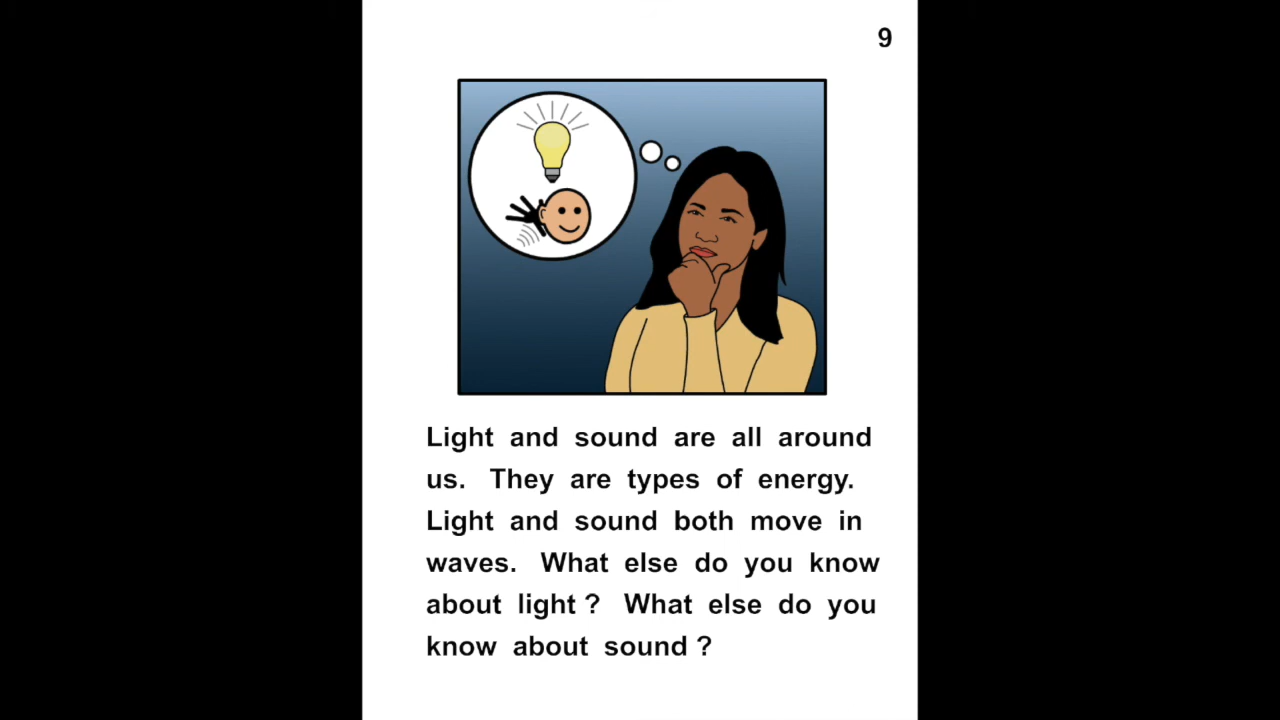 9
Light and sound are all around
us. They are types of energy.
Light and sound both move in
waves. What else do you know
about light ? What else do you
know about sound ?